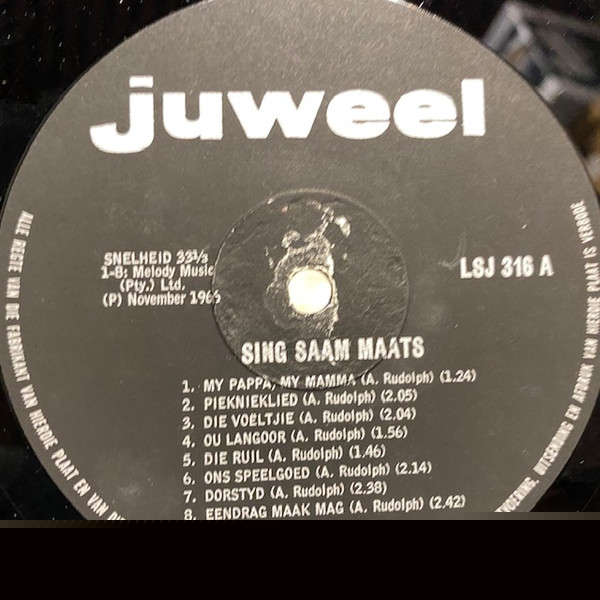 juweel
SNELHEID 33⅓
1-8: Melody Music
(Pty.) Ltd.
(P) November 1966
LSJ 316 A
SING SAAM MAATS
1. MY PAPPA, MY MAMMA (A. Rudolph) (1.24)
2. PIEKNIEKLIED (A. Rudolph) (2.05)
3. DIE VOËLTJIE (A. Rudolph) (2.04)
4. OU LANGOOR (A. Rudolph) (1.56)
5. DIE RUIL (A. Rudolph) (1.46)
6. ONS SPEELGOED (A. Rudolph) (2.14)
7. DORSTYD (A. Rudolph) (2.38)
8. EENDRAG MAAK MAG (A. Rudolph) (2.42)
ALLE REGTE VAN DIE FABRIKANT VAN HIERDIE PLAAT EN VAN
UITSENDING EN AFDRUK VAN HIERDIE PLAAT IS VERBODE